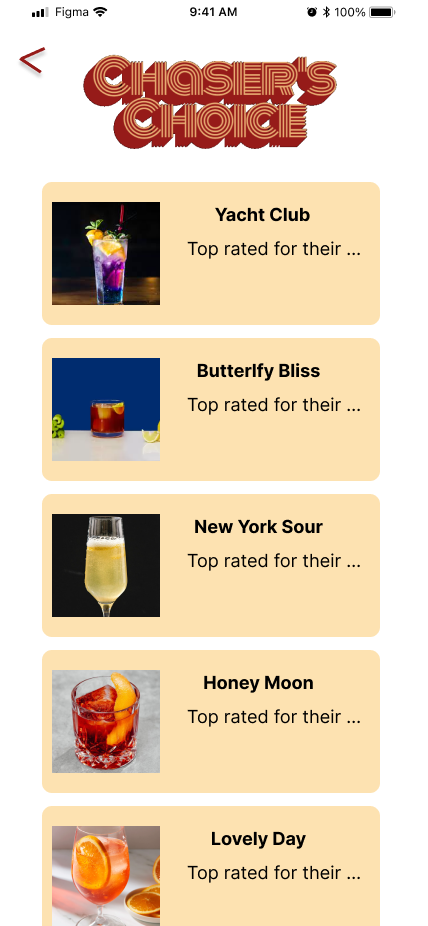 Figma 9:41 AM 100%
CHASER'S
CHOICE
Yacht Club
Top rated for their ...
Butterlfy Bliss
Top rated for their ...
New York Sour
Top rated for their ...
Honey Moon
Top rated for their ...
Lovely Day
Top rated for their ...